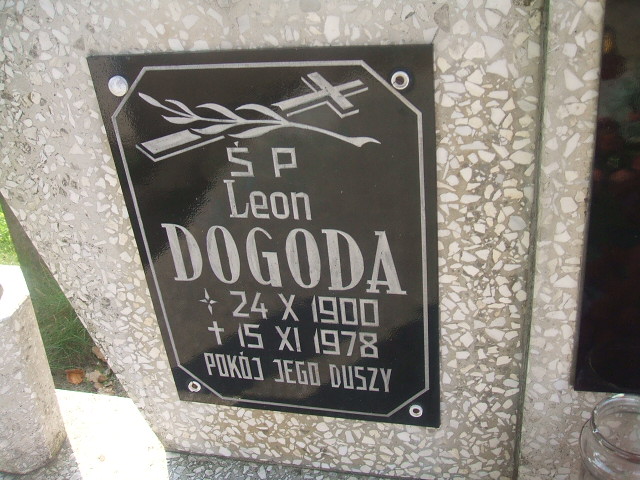 Ś P
Leon
DOGODA
24 X 1900
† 15 XI 1978
POKÓJ JEGO DUSZY